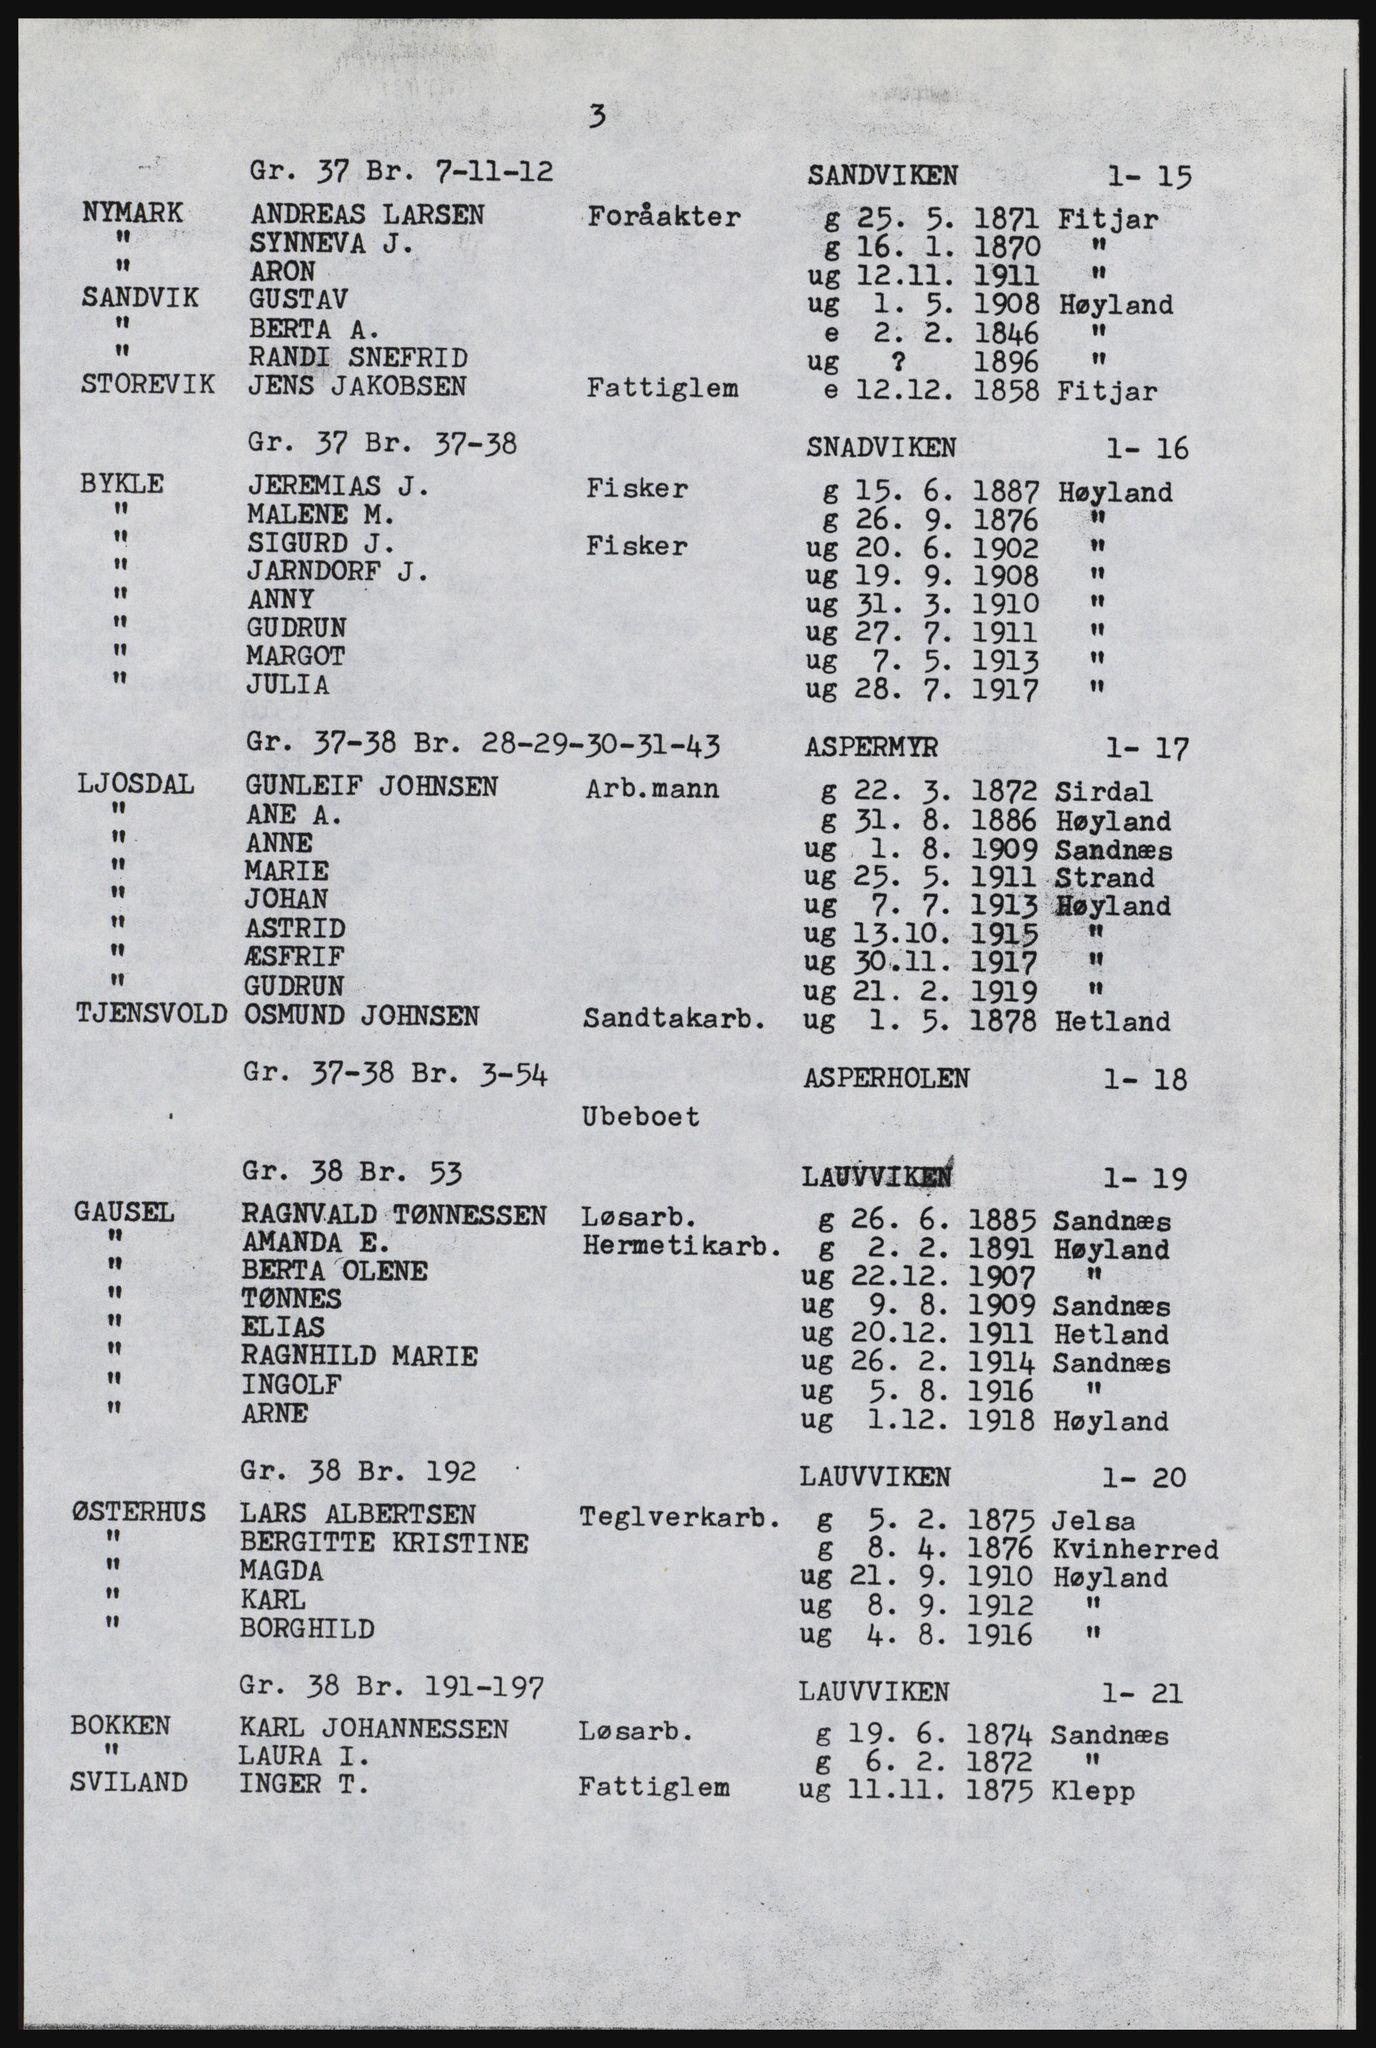 3
Gr. 37 Br. 7-11-12 SANDVIKEN 1- 15
NYMARK ANDREAS LARSEN Foråakter g 25. 5. 1871 Fitjar
" SYNNEVA J. g 16. 1. 1870 "
" ARON ug 12.11. 1911 "
SANDVIK GUSTAV ug 1. 5. 1908 Høyland
" BERTA A. e 2. 2. 1846 "
" RANDI SNEFRID ug ? 1896 "
STOREVIK JENS JAKOBSEN Fattiglem e 12.12. 1858 Fitjar
Gr. 37 Br. 37-38 SNADVIKEN 1- 16
BYKLE JEREMIAS J. Fisker g 15. 6. 1887 Høyland
" MALENE M. g 26. 9. 1876 "
" SIGURD J. Fisker ug 20. 6. 1902 "
" JARNDORF J. ug 19. 9. 1908 "
" ANNY ug 31. 3. 1910 "
" GUDRUN ug 27. 7. 1911 "
" MARGOT ug 7. 5. 1913 "
" JULIA ug 28. 7. 1917 "
Gr. 37-38 Br. 28-29-30-31-43 ASPERMYR 1- 17
LJOSDAL GUNLEIF JOHNSEN Arb.mann g 22. 3. 1872 Sirdal
" ANE A. g 31. 8. 1886 Høyland
" ANNE ug 1. 8. 1909 Sandnæs
" MARIE ug 25. 5. 1911 Strand
" JOHAN ug 7. 7. 1913 Høyland
" ASTRID ug 13.10. 1915 "
" ÆSFRIF ug 30.11. 1917 "
" GUDRUN ug 21. 2. 1919 "
TJENSVOLD OSMUND JOHNSEN Sandtakarb. ug 1. 5. 1878 Hetland
Gr. 37-38 Br. 3-54 ASPERHOLEN 1- 18
Ubeboet
Gr. 38 Br. 53 LAUVVIKEN 1- 19
GAUSEL RAGNVALD TØNNESSEN Løsarb. g 26. 6. 1885 Sandnæs
" AMANDA E. Hermetikarb. g 2. 2. 1891 Høyland
" BERTA OLENE ug 22.12. 1907 "
" TØNNES ug 9. 8. 1909 Sandnæs
" ELIAS ug 20.12. 1911 Hetland
" RAGNHILD MARIE ug 26. 2. 1914 Sandnæs
" INGOLF ug 5. 8. 1916 "
" ARNE ug 1.12. 1918 Høyland
Gr. 38 Br. 192 LAUVVIKEN 1- 20
ØSTERHUS LARS ALBERTSEN Teglverkarb. g 5. 2. 1875 Jelsa
" BERGITTE KRISTINE g 8. 4. 1876 Kvinherred
" MAGDA ug 21. 9. 1910 Høyland
" KARL ug 8. 9. 1912 "
" BORGHILD ug 4. 8. 1916 "
Gr. 38 Br. 191-197 LAUVVIKEN 1- 21
BOKKEN KARL JOHANNESSEN Løsarb. g 19. 6. 1874 Sandnæs
" LAURA I. g 6. 2. 1872 "
SVILAND INGER T. Fattiglem ug 11.11. 1875 Klepp